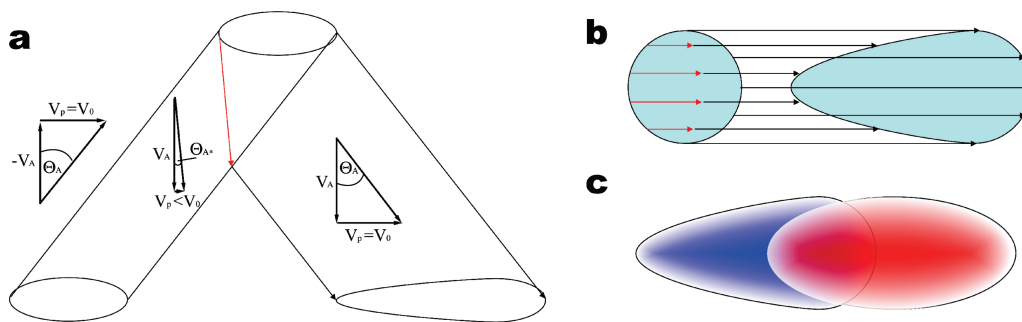 a
V_p=V_0
-V_A
Θ_A
V_A
Θ_A*
V_p<V_0
V_A
Θ_A
V_p=V_0
b
c